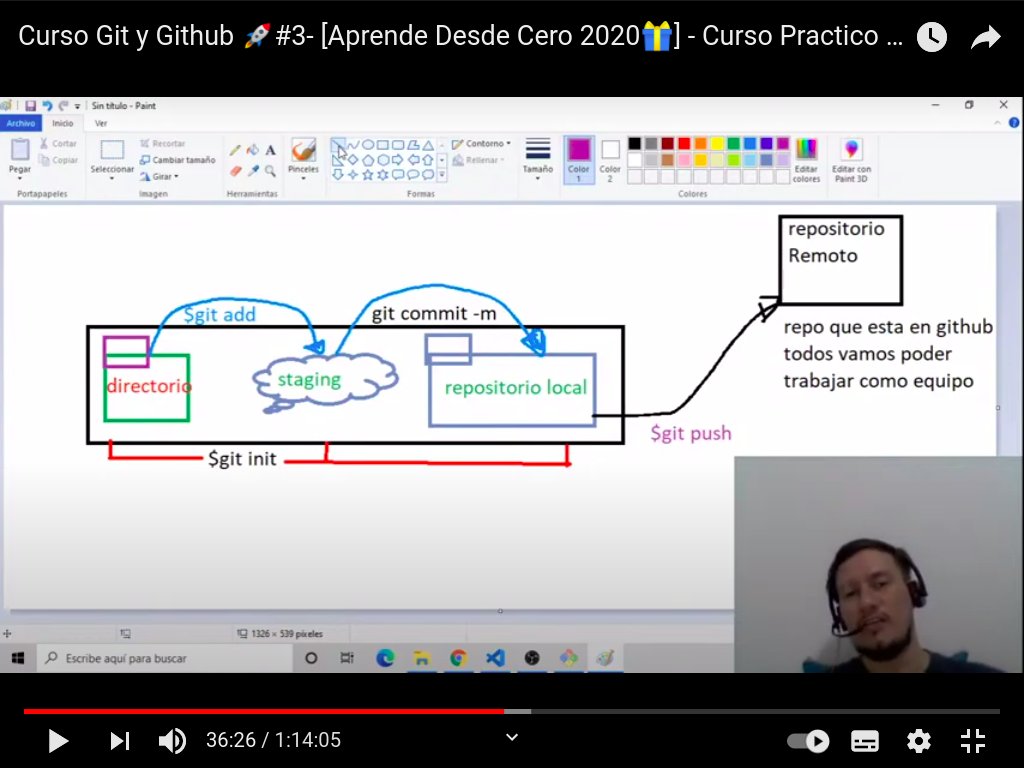 Curso Git y Github 🚀#3- [Aprende Desde Cero 2020🎁] - Curso Practico ...
Sin título - Paint
Archivo Inicio Ver
Pegar
Cortar
Copiar
Portapapeles
Seleccionar
Recortar
Cambiar tamaño
Girar
Imagen
A
Herramientas
Pinceles
Contorno
Rellenar
Formas
Tamaño
Color 1
Color 2
Editar colores
Colores
Editar con Paint 3D
repositorio
Remoto
$git add
git commit -m
repo que esta en github
todos vamos poder
trabajar como equipo
directorio
staging
repositorio local
$git push
$git init
1326 × 539 píxeles
Escribe aquí para buscar
36:26 / 1:14:05